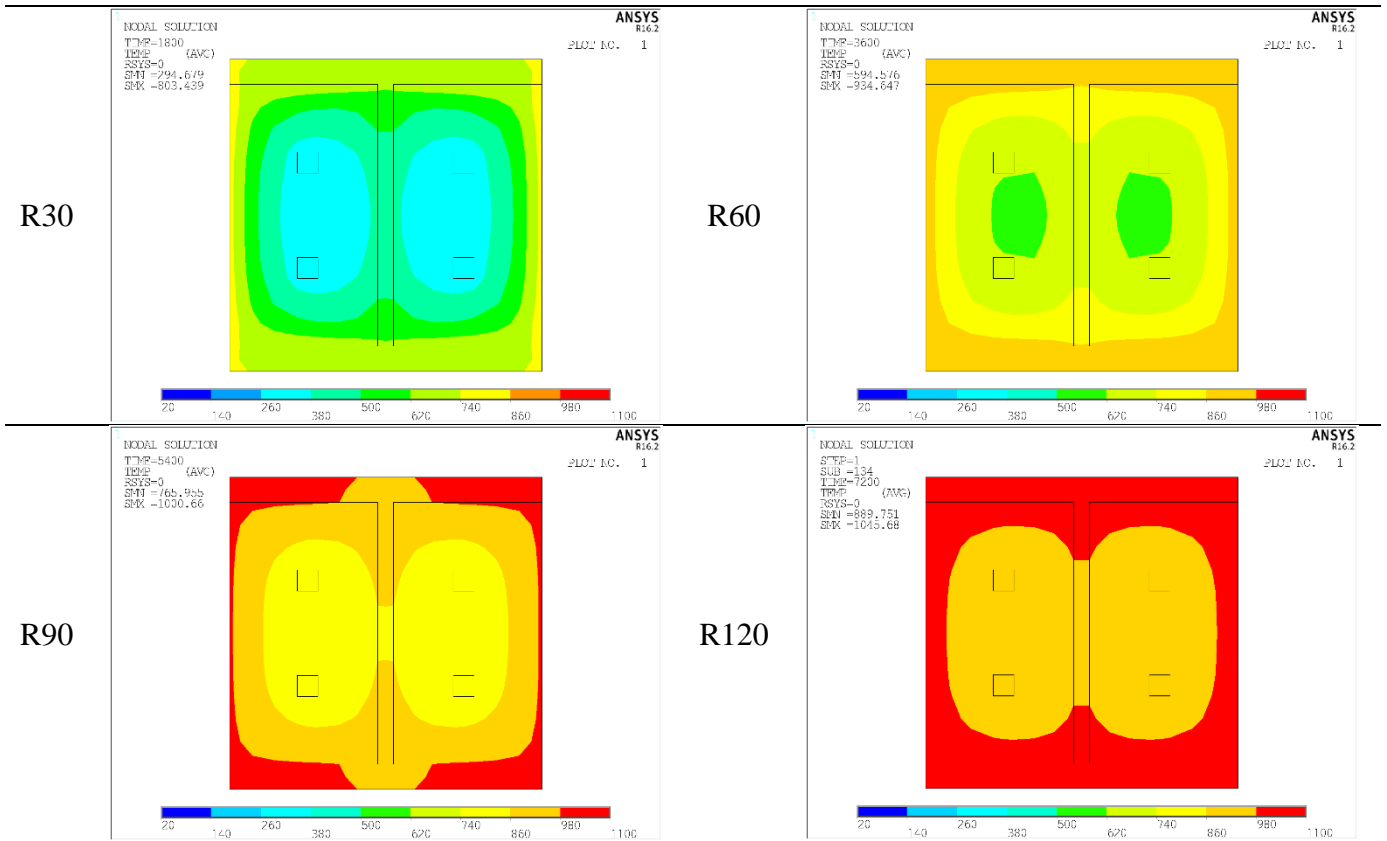 1
NODAL SOLUTION
TIME=1800
TEMP (AVG)
RSYS=0
SMN =294.679
SMX =803.439
ANSYS
R16.2
PLOT NO. 1
R30
20 140 260 380 500 620 740 860 980 1100
NODAL SOLUTION
TIME=3600
TEMP (AVG)
RSYS=0
SMN =594.576
SMX =934.647
ANSYS
R16.2
PLOT NO. 1
R60
20 140 260 380 500 620 740 860 980 1100
1
NODAL SOLUTION
TIME=5400
TEMP (AVG)
RSYS=0
SMN =765.955
SMX =1000.66
ANSYS
R16.2
PLOT NO. 1
R90
20 140 260 380 500 620 740 860 980 1100
1
NODAL SOLUTION
STEP=1
SUB =134
TIME=7200
TEMP (AVG)
RSYS=0
SMN =889.751
SMX =1045.68
ANSYS
R16.2
PLOT NO. 1
R120
20 140 260 380 500 620 740 860 980 1100